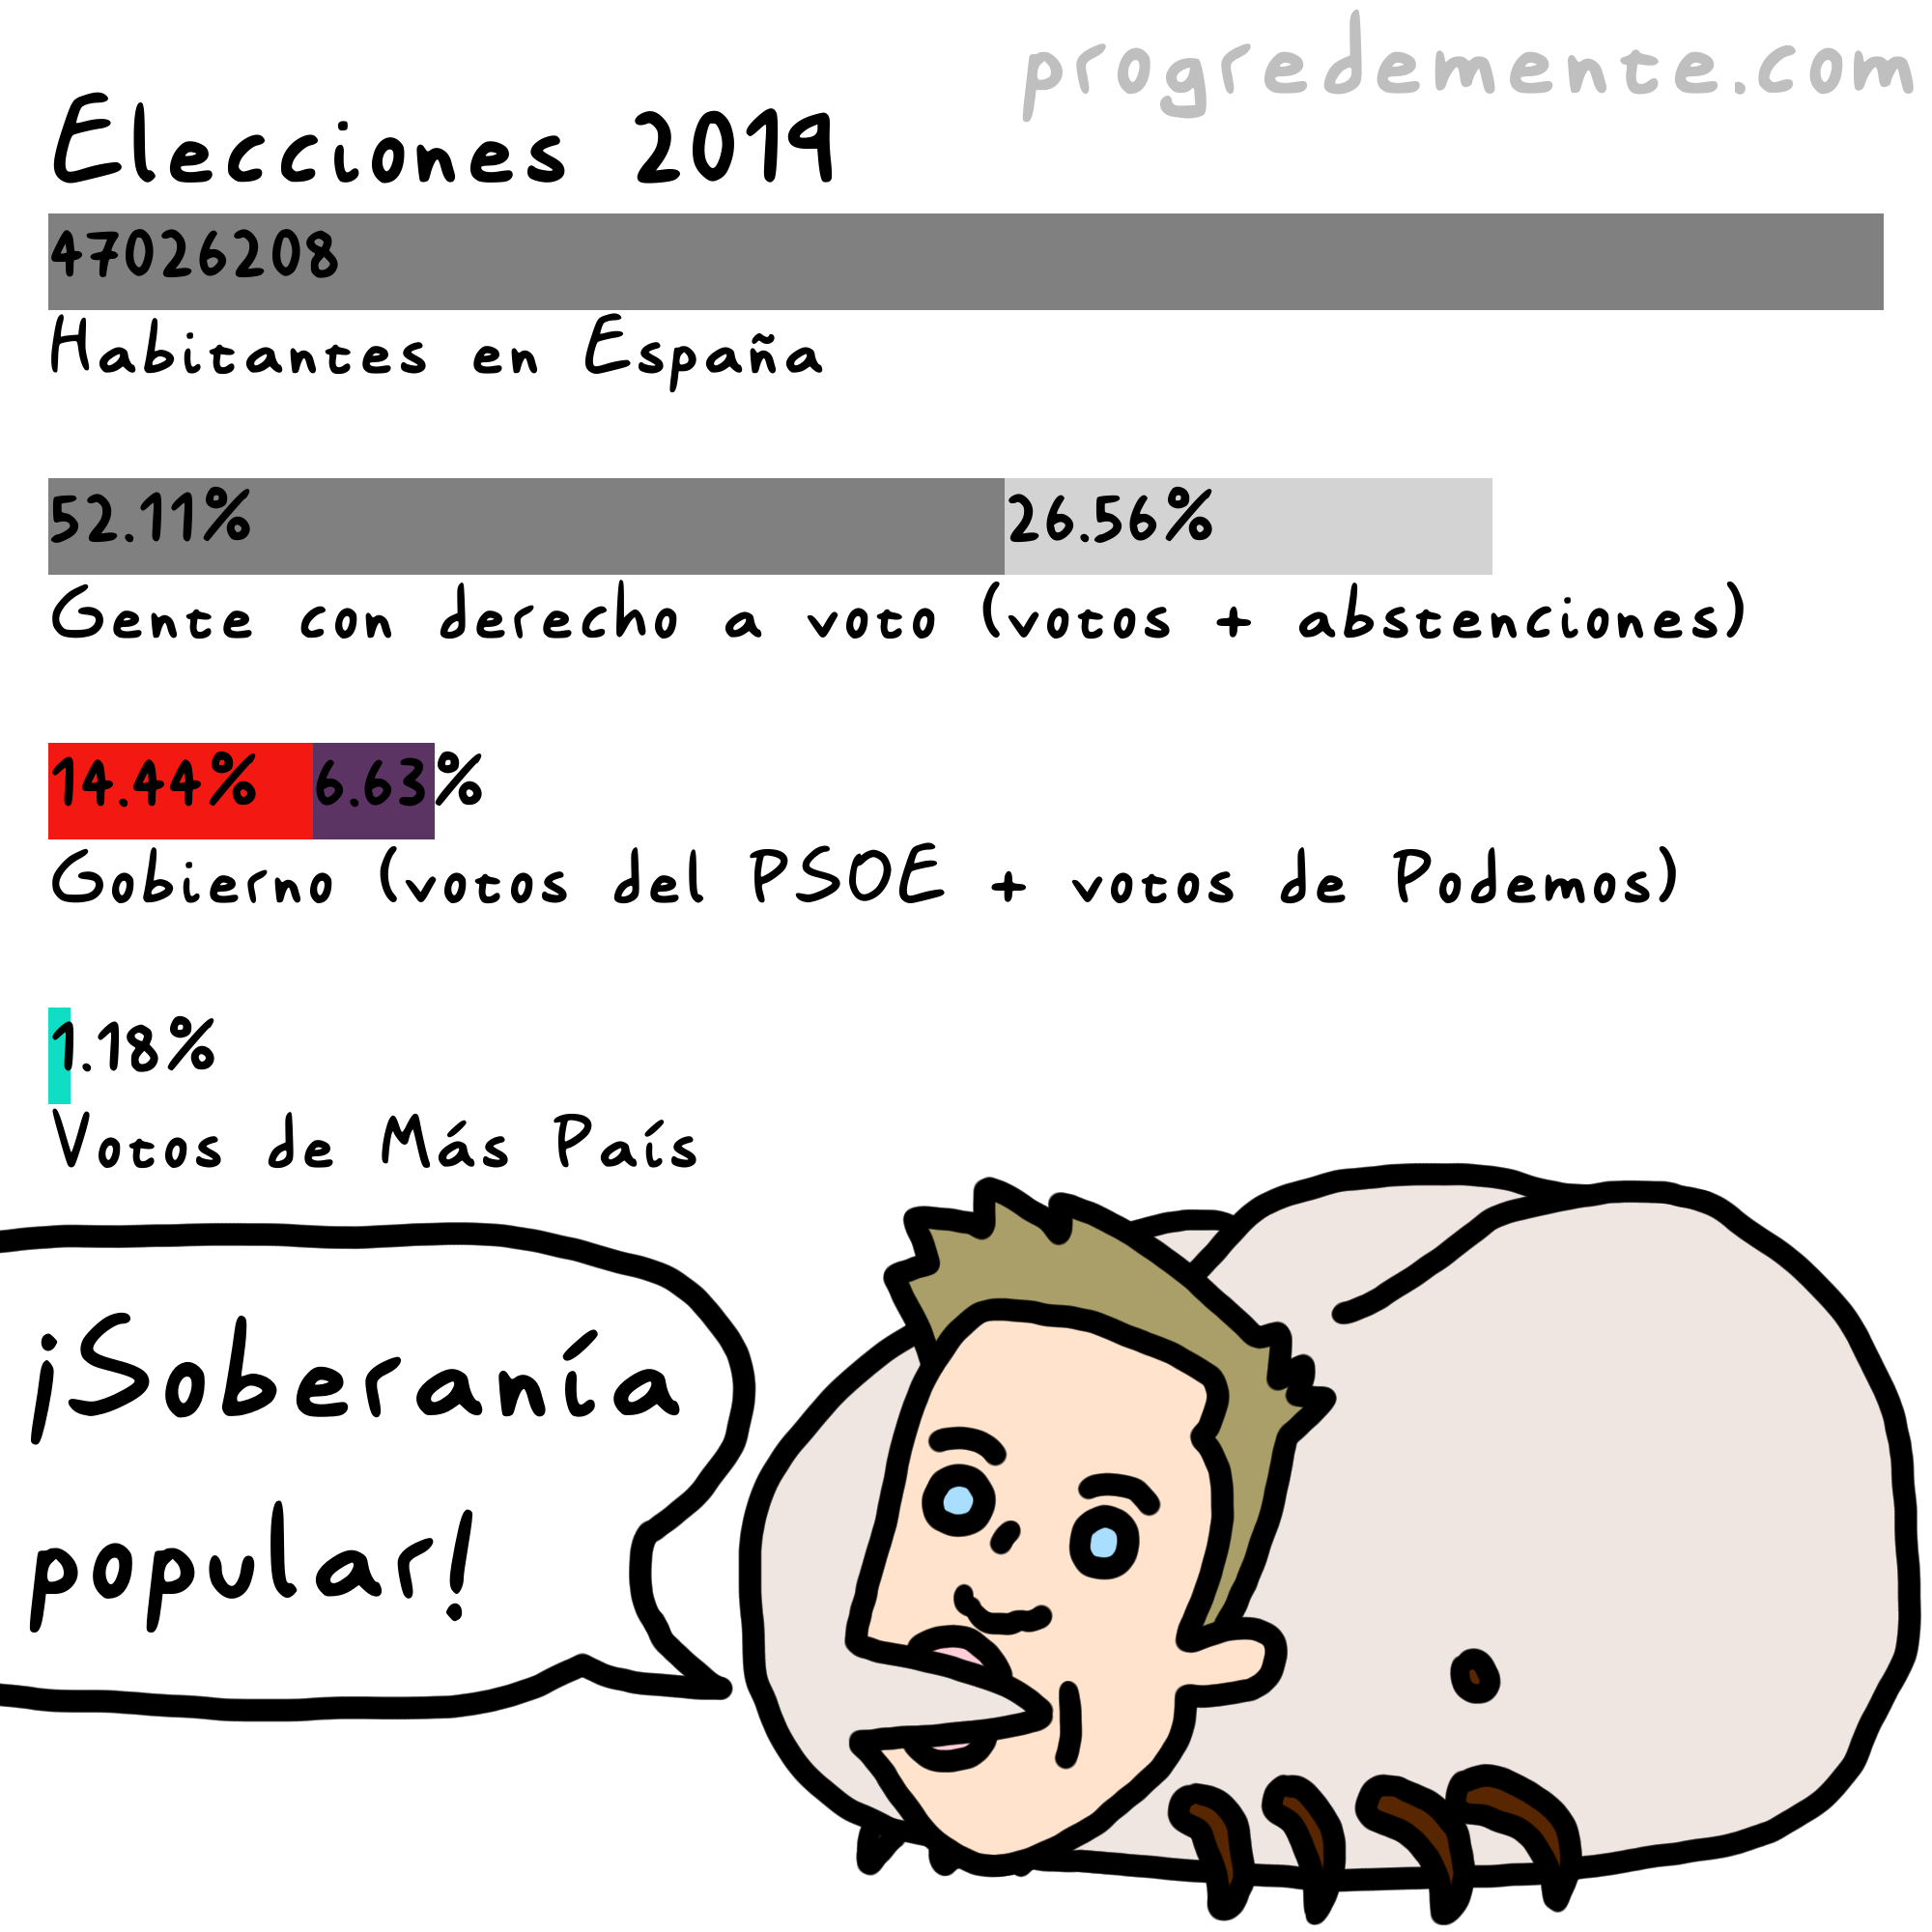 progredemente.com
Elecciones 2019
47026208
Habitantes en España
52.11% 26.56%
Gente con derecho a voto (votos + abstenciones)
14.44% 6.63%
Gobierno (votos del PSOE + votos de Podemos)
1.18%
Votos de Más País
¡Soberanía
popular!